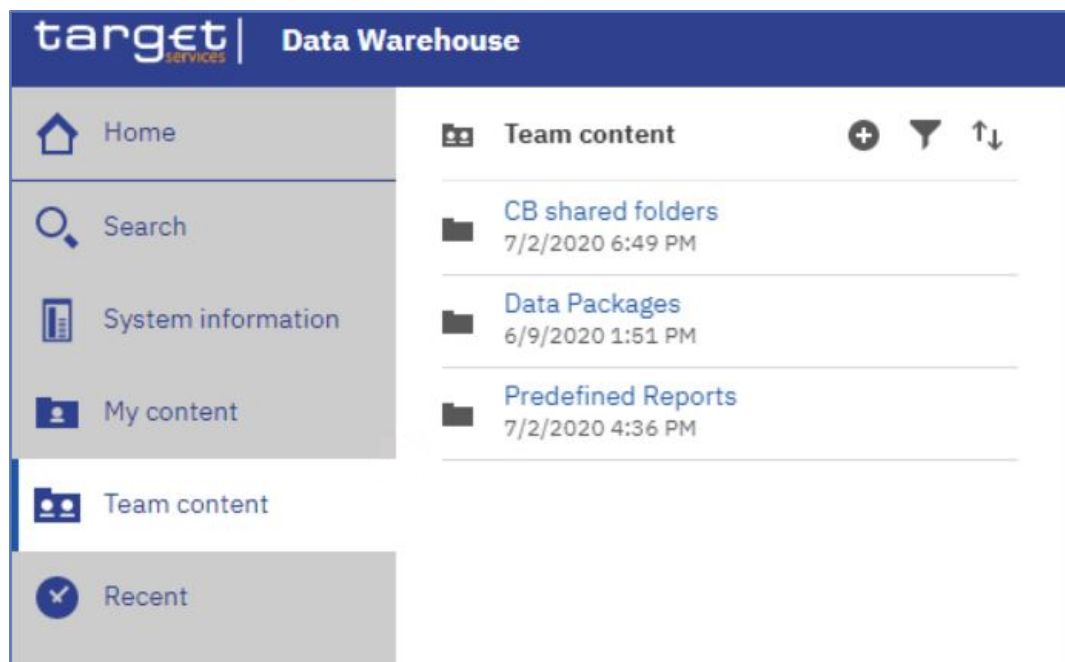 target| Data Warehouse
services
Home
Search
System information
My content
Team content
Recent
Team content
CB shared folders
7/2/2020 6:49 PM
Data Packages
6/9/2020 1:51 PM
Predefined Reports
7/2/2020 4:36 PM